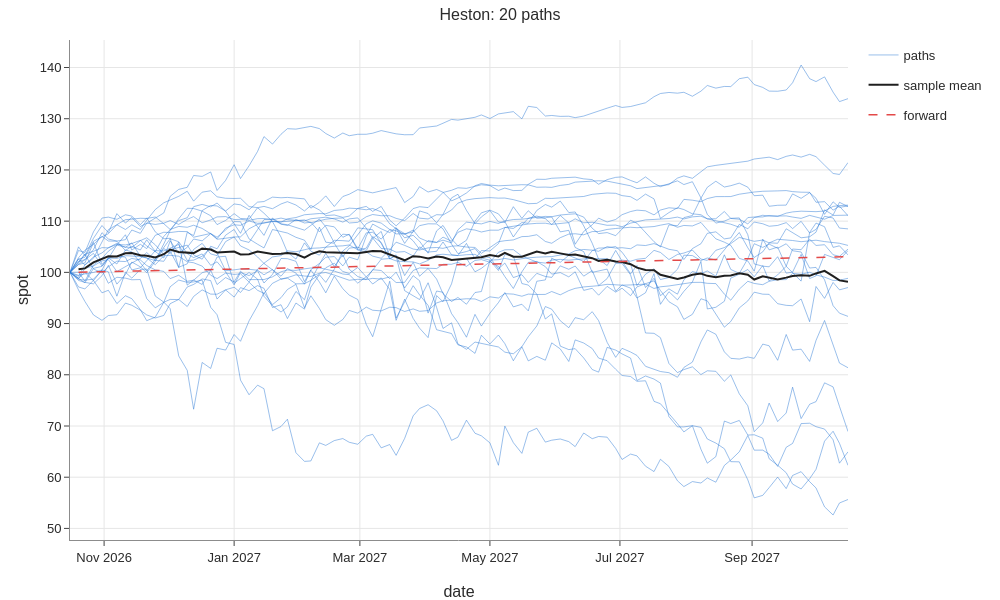 Heston: 20 paths
paths
sample mean
forward
140
130
120
110
100
90
80
70
60
50
spot
Nov 2026
Jan 2027
Mar 2027
May 2027
Jul 2027
Sep 2027
date